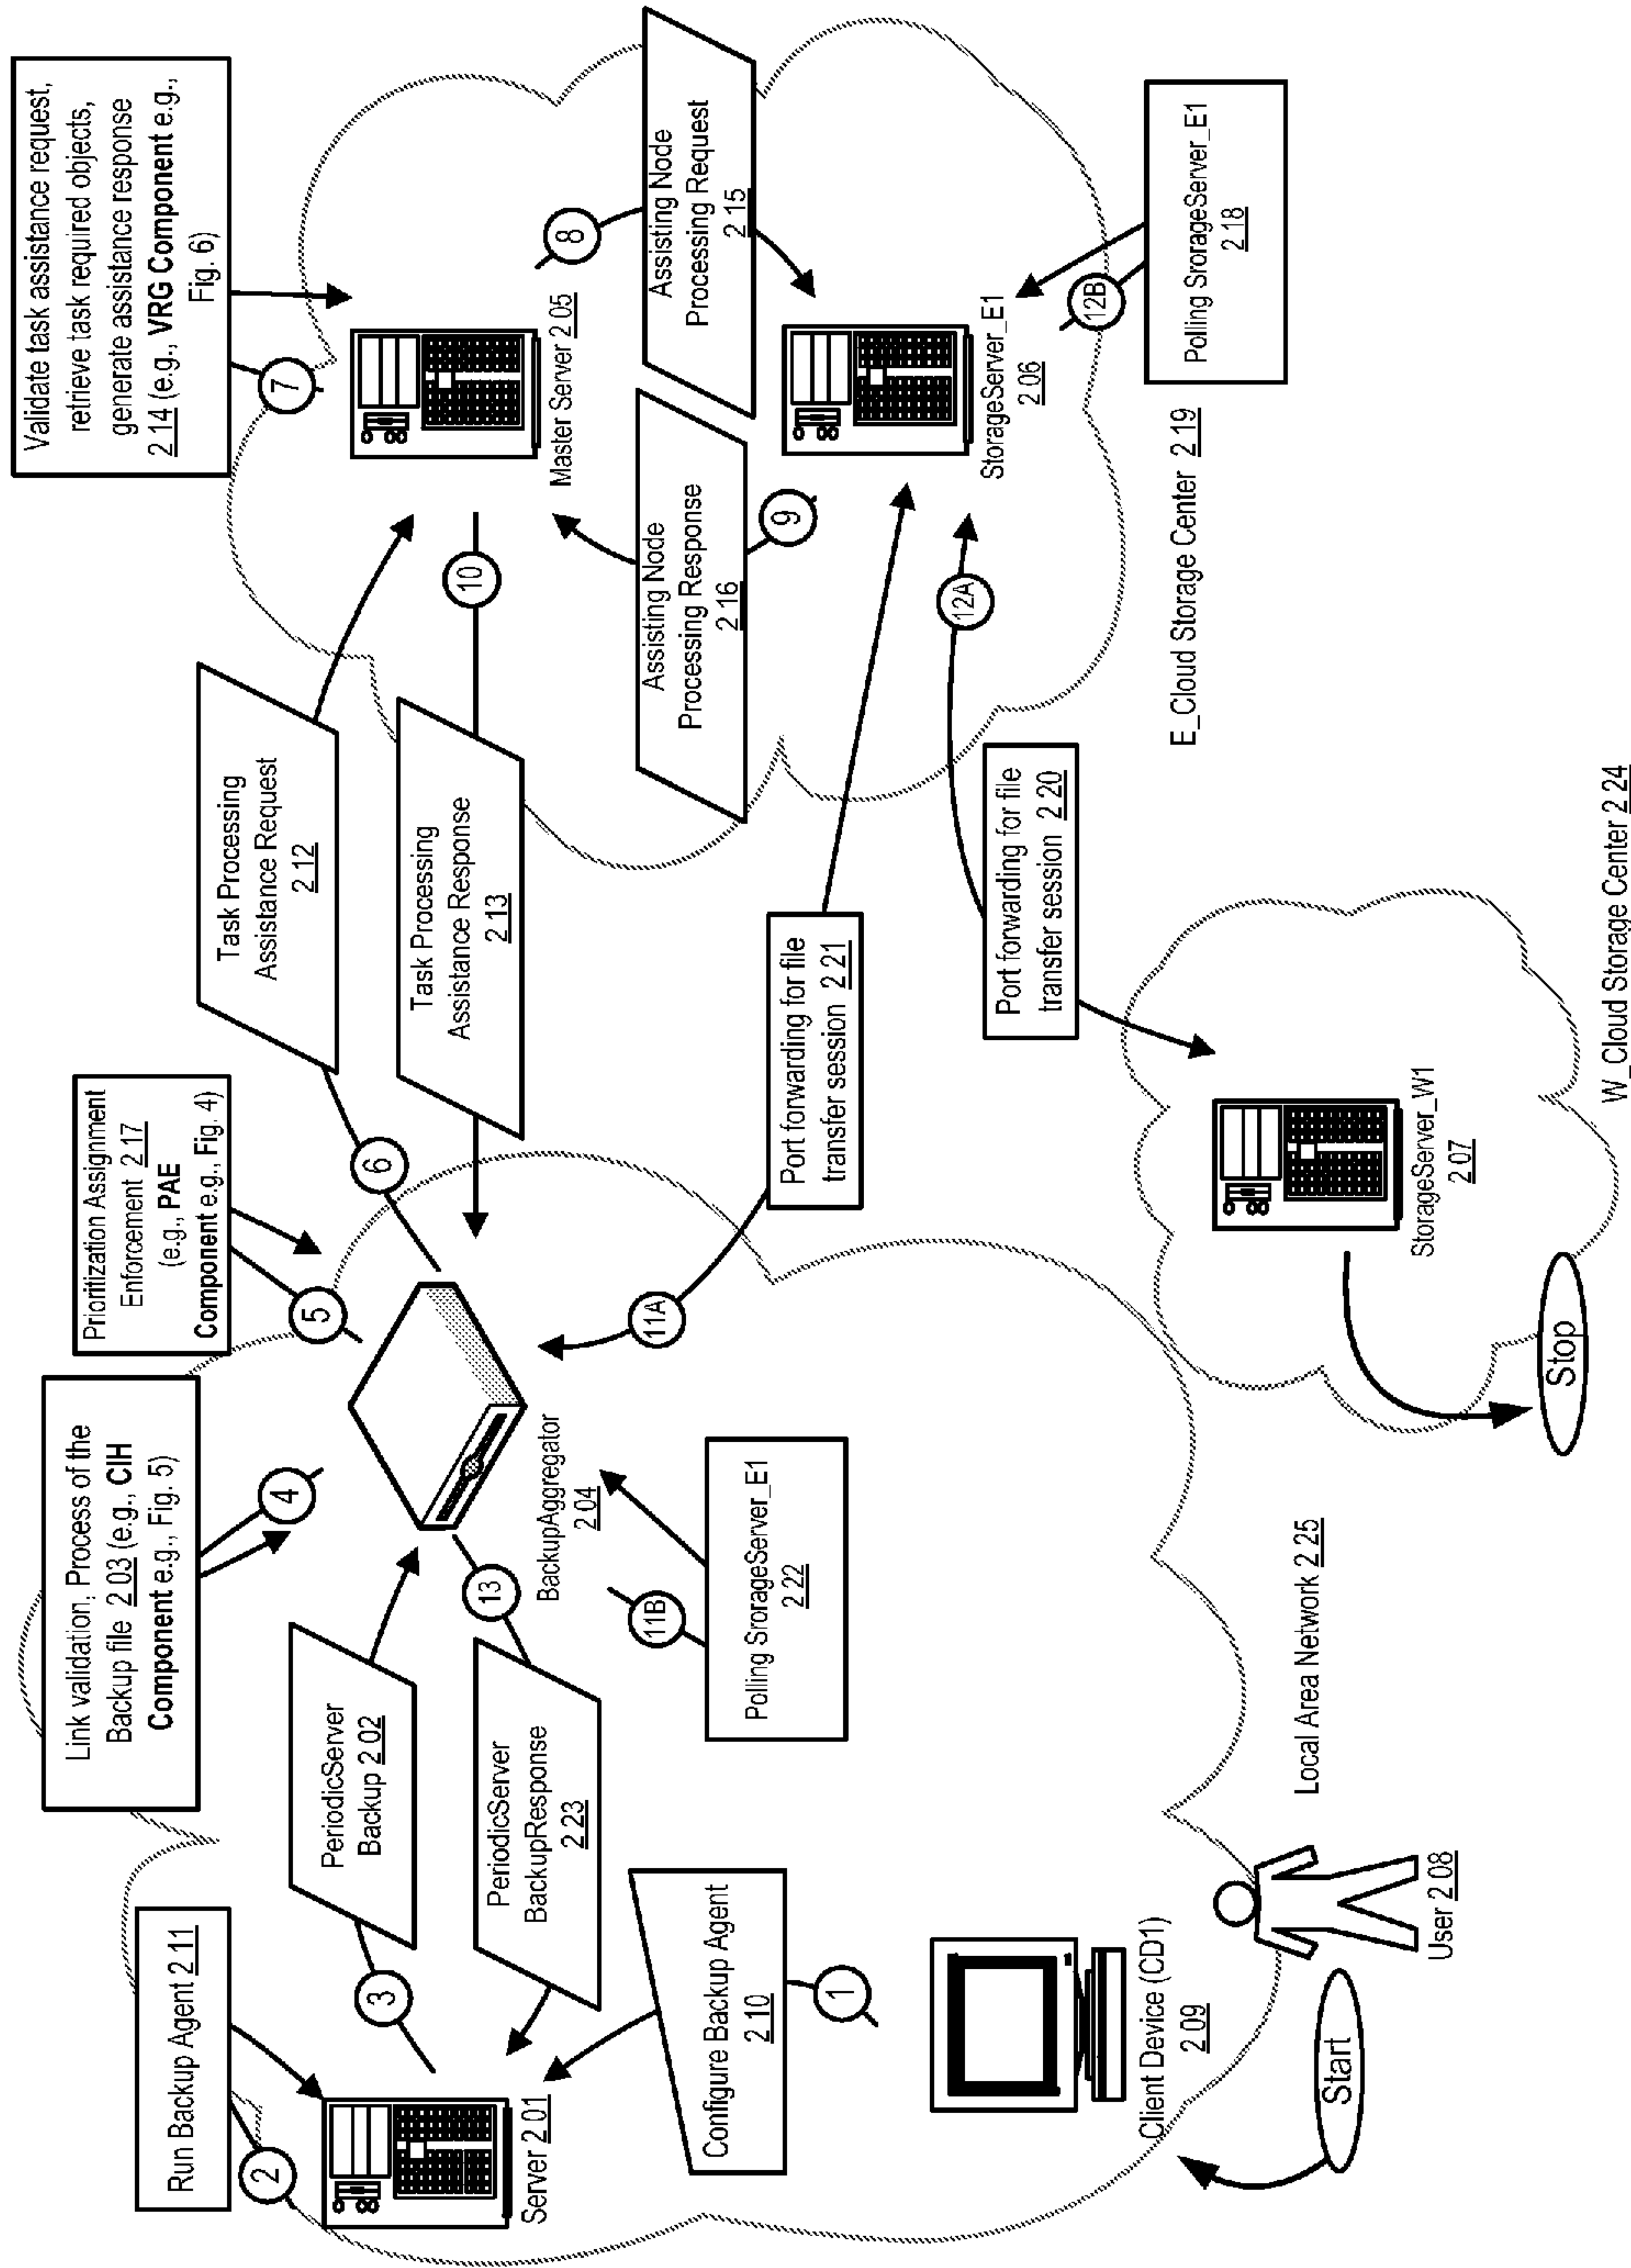 Run Backup Agent 2 11
2
Server 2 01
Configure Backup Agent
2 10
1
Client Device (CD1)
2 09
Start
User 2 08
Local Area Network 2 25
3
PeriodicServer
Backup 2 02
PeriodicServer
BackupResponse
2 23
13
Link validation, Process of the
Backup file 2 03 (e.g., CIH
Component e.g., Fig. 5)
4
BackupAggregator
2 04
11B
Polling SrorageServer_E1
2 22
Prioritization Assignment
Enforcement 2 17
(e.g., PAE
Component e.g., Fig. 4)
5
6
Task Processing
Assistance Request
2 12
Task Processing
Assistance Response
2 13
10
11A
Port forwarding for file
transfer session 2 21
Port forwarding for file
transfer session 2 20
12A
Validate task assistance request,
retrieve task required objects,
generate assistance response
2 14 (e.g., VRG Component e.g.,
Fig. 6)
7
Master Server 2 05
8
Assisting Node
Processing Request
2 15
Assisting Node
Processing Response
2 16
9
StorageServer_E1
2 06
12B
Polling SrorageServer_E1
2 18
E_Cloud Storage Center 2 19
StorageServer_W1
2 07
Stop
W_Cloud Storage Center 2 24